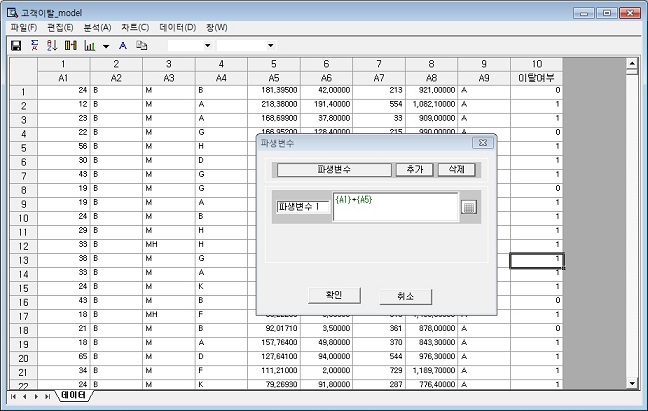 고객이탈_model
파일(F) 편집(E) 분석(A) 차트(C) 데이터(D) 창(W)
1 2 3 4 5 6 7 8 9 10
A1 A2 A3 A4 A5 A6 A7 A8 A9 이탈여부
1 24 B M B 181,39500 42,00000 213 921,00000 A 0
2 12 B M A 218,38000 191,40000 554 1,082,10000 A 1
3 23 B M A 168,69900 37,80000 33 909,00000 A 1
4 22 B M G 166,95200 128,40000 215 990,00000 A 0
5 56 B M H 1
6 30 B M D 1
7 43 B M G 1
8 19 B M G 0
9 19 B M A 1
10 24 B M B 1
11 29 B M H 1
12 33 B MH H 1
13 38 B M G 1
14 33 B M A 1
15 24 B M K 1
16 43 B M B 0
17 18 B MH F 1
18 21 B M B 92,01710 3,50000 361 878,00000 A 0
19 18 B M A 157,76400 49,80000 370 843,30000 A 1
20 65 B M D 127,64100 94,00000 544 976,30000 A 1
21 34 B M F 111,21000 2,00000 729 1,189,70000 A 1
22 24 B M K 79,26930 91,80000 287 776,40000 A 1
파생변수
파생변수 추가 삭제
파생변수 1 {A1}+{A5}
확인 취소
데이터